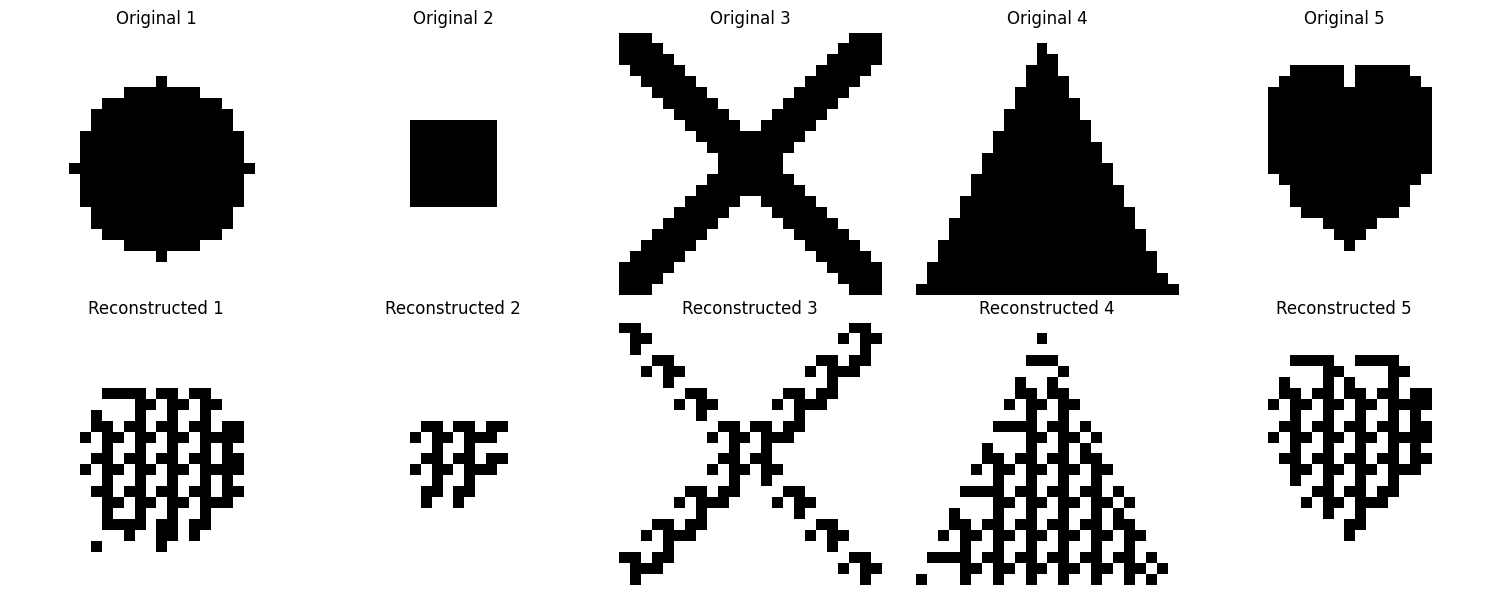 Original 1
Original 2
Original 3
Original 4
Original 5
Reconstructed 1
Reconstructed 2
Reconstructed 3
Reconstructed 4
Reconstructed 5